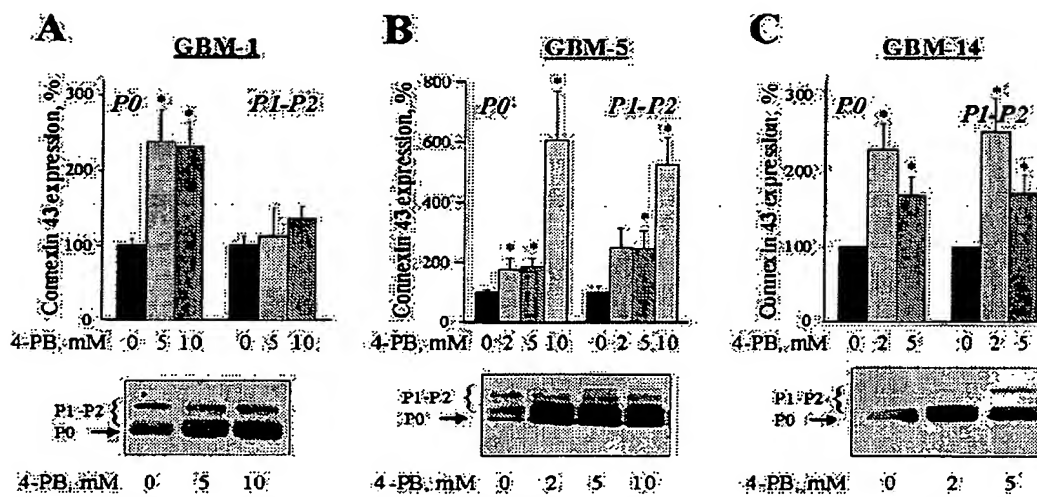 A
GBM-1
Connexin 43 expression, %
300
200
100
0
P0
P1-P2
4-PB, mM 0 5 10 0 5 10
P1-P2
P0
4-PB, mM 0 5 10
B
GBM-5
Connexin 43 expression, %
800
600
400
200
0
P0
P1-P2
4-PB, mM 0 2 5 10 0 2 5 10
P1-P2
P0
4-PB, mM 0 2 5 10
C
GBM-14
Connexin 43 expression, %
300
200
100
0
P0
P1-P2
4-PB, mM 0 2 5 0 2 5
P1-P2
P0
4-PB, mM 0 2 5